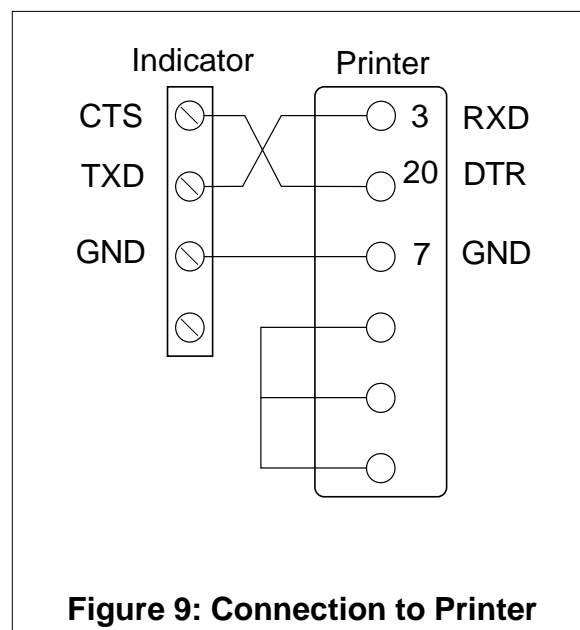 Indicator Printer
CTS 3 RXD
TXD 20 DTR
GND 7 GND
Figure 9: Connection to Printer